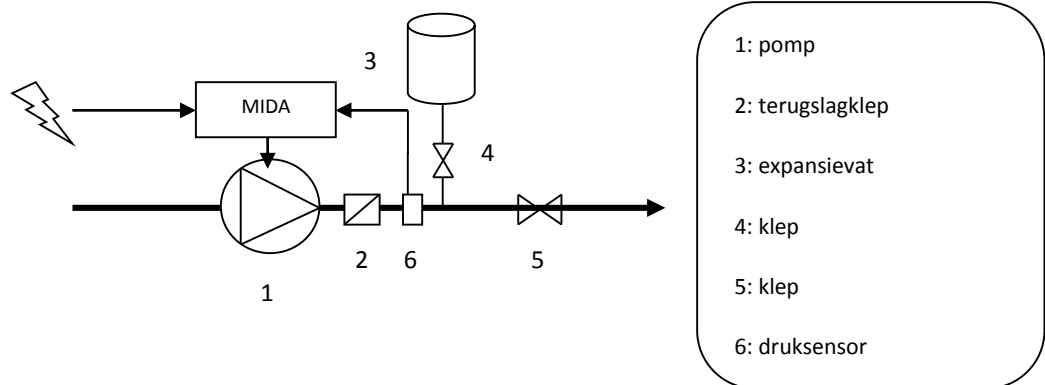 3
MIDA
4
2
6
5
1
1: pomp
2: terugslagklep
3: expansievat
4: klep
5: klep
6: druksensor